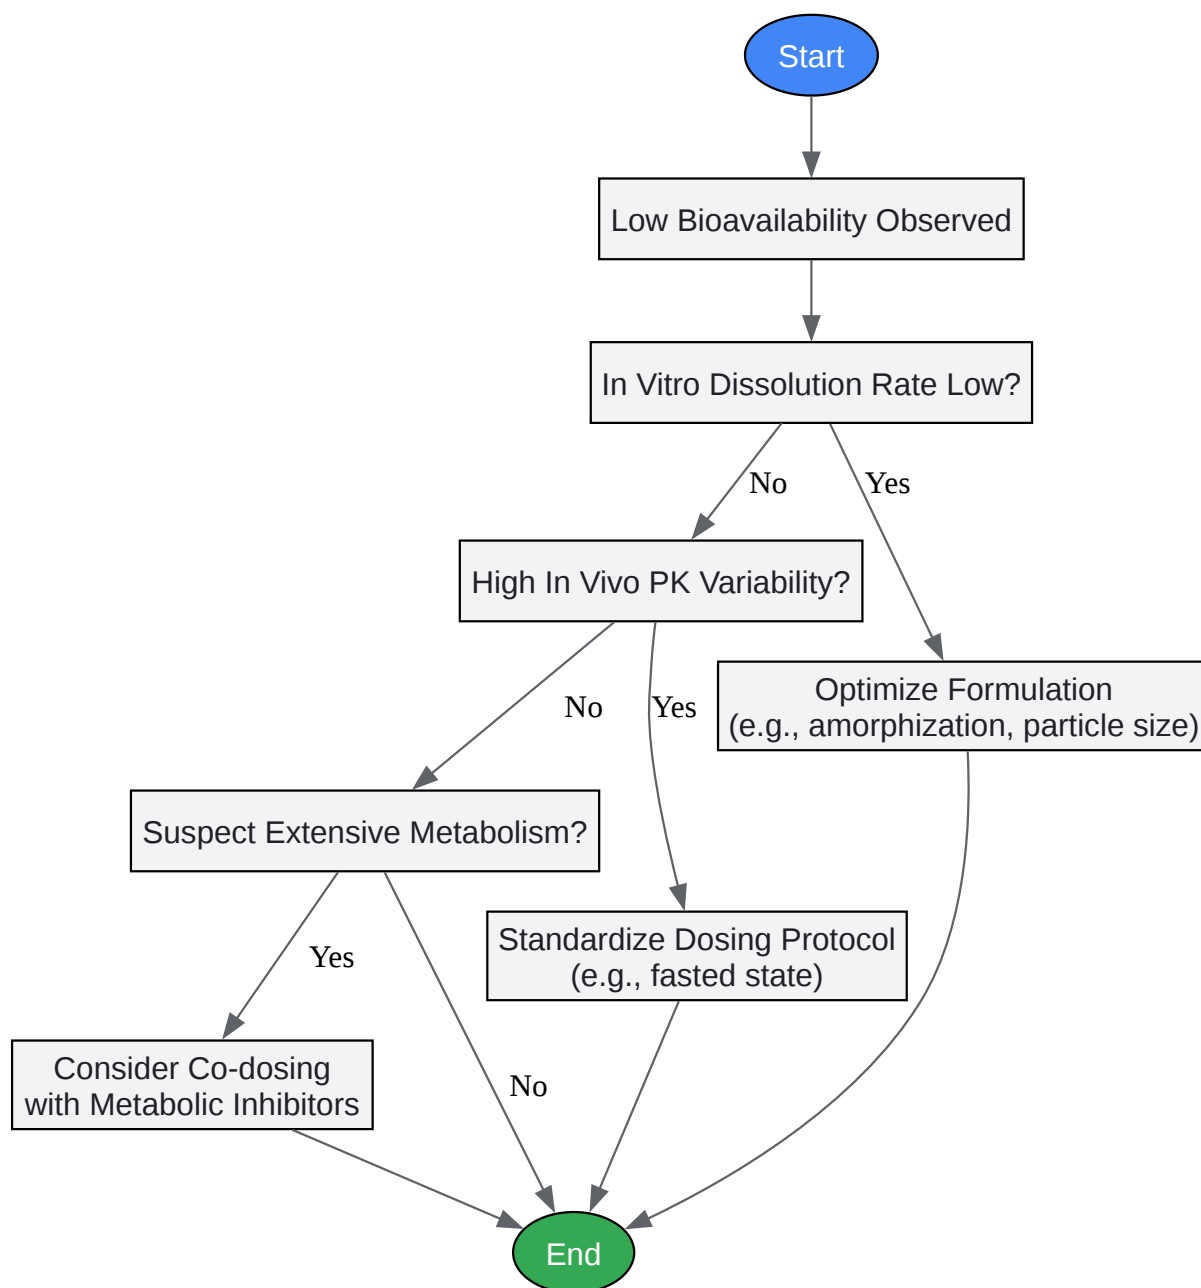 Start
Low Bioavailability Observed
In Vitro Dissolution Rate Low?
No
Yes
High In Vivo PK Variability?
Optimize Formulation
(e.g., amorphization, particle size)
No
Yes
Suspect Extensive Metabolism?
Standardize Dosing Protocol
(e.g., fasted state)
Yes
Consider Co-dosing
with Metabolic Inhibitors
No
End